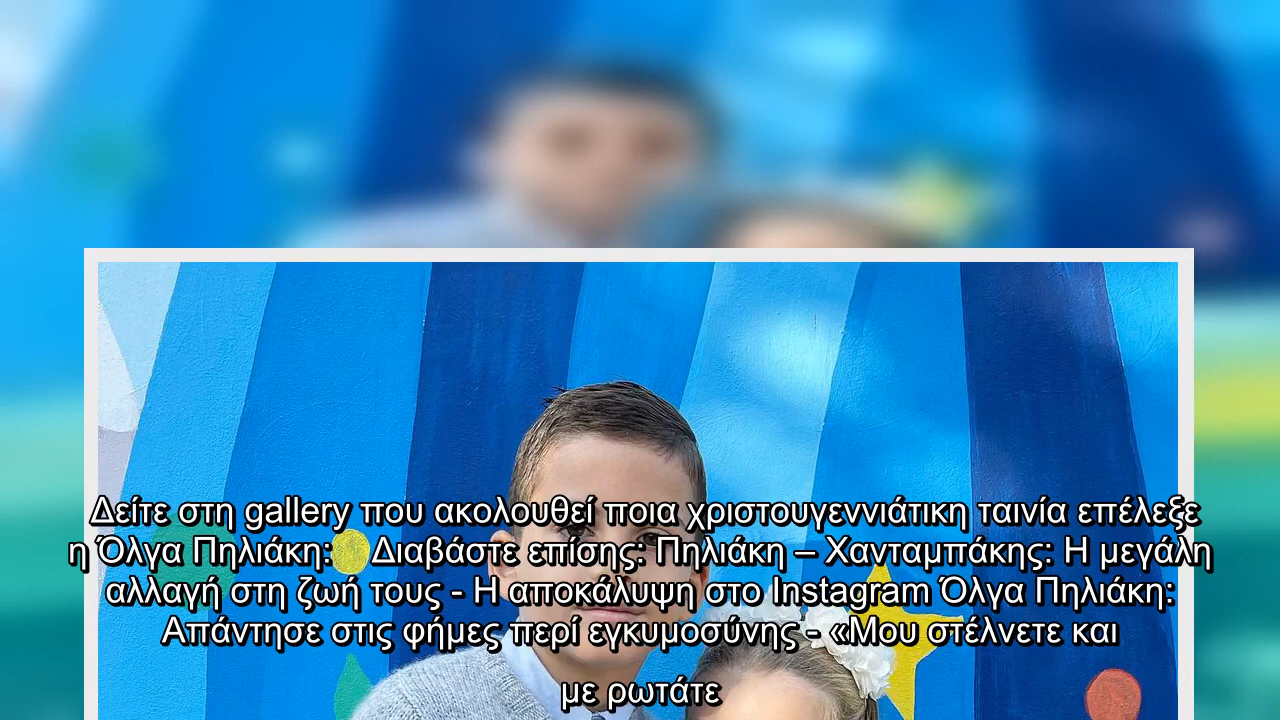 Δείτε στη gallery που ακολουθεί ποια χριστουγεννιάτικη ταινία επέλεξε
η Όλγα Πηλιάκη: Διαβάστε επίσης: Πηλιάκη – Χανταμπάκης: Η μεγάλη
αλλαγή στη ζωή τους - Η αποκάλυψη στο Instagram Όλγα Πηλιάκη:
Απάντησε στις φήμες περί εγκυμοσύνης - «Μου στέλνετε και
με ρωτάτε